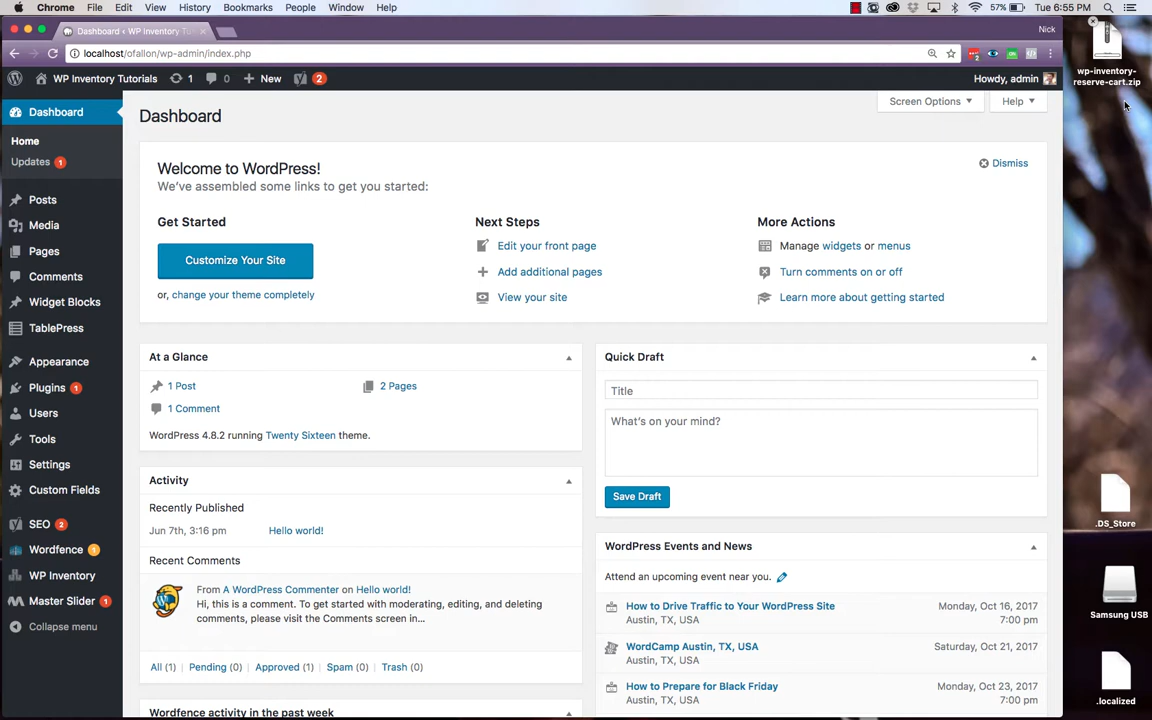 Chrome File Edit View History Bookmarks People Window Help 57% Tue 6:55 PM
Dashboard ‹ WP Inventory Tut Nick
localhost/ofallon/wp-admin/index.php
WP Inventory Tutorials 1 0 New 2 Howdy, admin
wp-inventory-
reserve-cart.zip
Screen Options Help
Dashboard
Home
Updates 1
Posts
Media
Pages
Comments
Widget Blocks
TablePress
Appearance
Plugins 1
Users
Tools
Settings
Custom Fields
SEO 2
Wordfence 1
WP Inventory
Master Slider 1
Collapse menu
Dashboard
Welcome to WordPress! Dismiss
We've assembled some links to get you started:
Get Started
Customize Your Site
or, change your theme completely
Next Steps
Edit your front page
Add additional pages
View your site
More Actions
Manage widgets or menus
Turn comments on or off
Learn more about getting started
At a Glance
1 Post 2 Pages
1 Comment
WordPress 4.8.2 running Twenty Sixteen theme.
Activity
Recently Published
Jun 7th, 3:16 pm Hello world!
Recent Comments
From A WordPress Commenter on Hello world!
Hi, this is a comment. To get started with moderating, editing, and deleting
comments, please visit the Comments screen in...
All (1) | Pending (0) | Approved (1) | Spam (0) | Trash (0)
Wordfence activity in the past week
Quick Draft
Title
What's on your mind?
Save Draft
WordPress Events and News
Attend an upcoming event near you.
How to Drive Traffic to Your WordPress Site Monday, Oct 16, 2017
Austin, TX, USA 7:00 pm
WordCamp Austin, TX, USA Saturday, Oct 21, 2017
Austin, TX, USA
How to Prepare for Black Friday Monday, Oct 23, 2017
Austin, TX, USA 7:00 pm
.DS_Store
Samsung USB
.localized